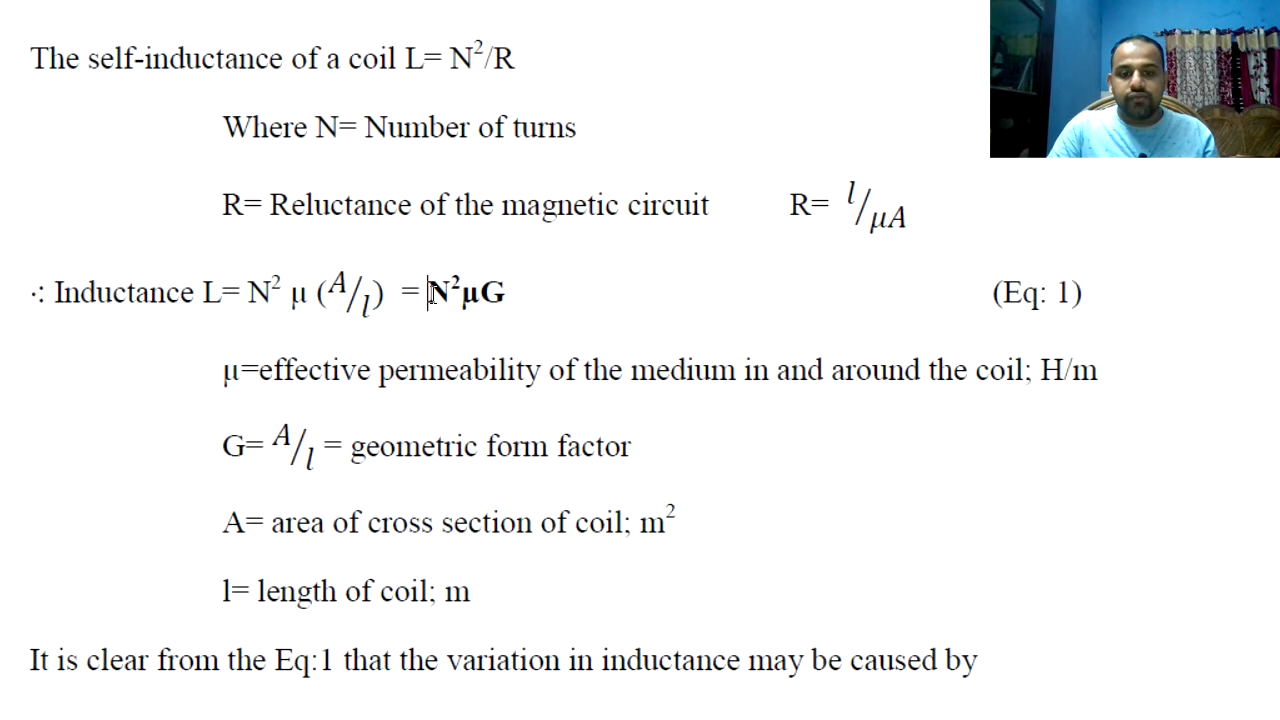 The self-inductance of a coil L= N²/R
Where N= Number of turns
R= Reluctance of the magnetic circuit R= l/μA
∴ Inductance L= N² μ (A/l) = N²μG (Eq: 1)
μ=effective permeability of the medium in and around the coil; H/m
G= A/l = geometric form factor
A= area of cross section of coil; m²
l= length of coil; m
It is clear from the Eq:1 that the variation in inductance may be caused by